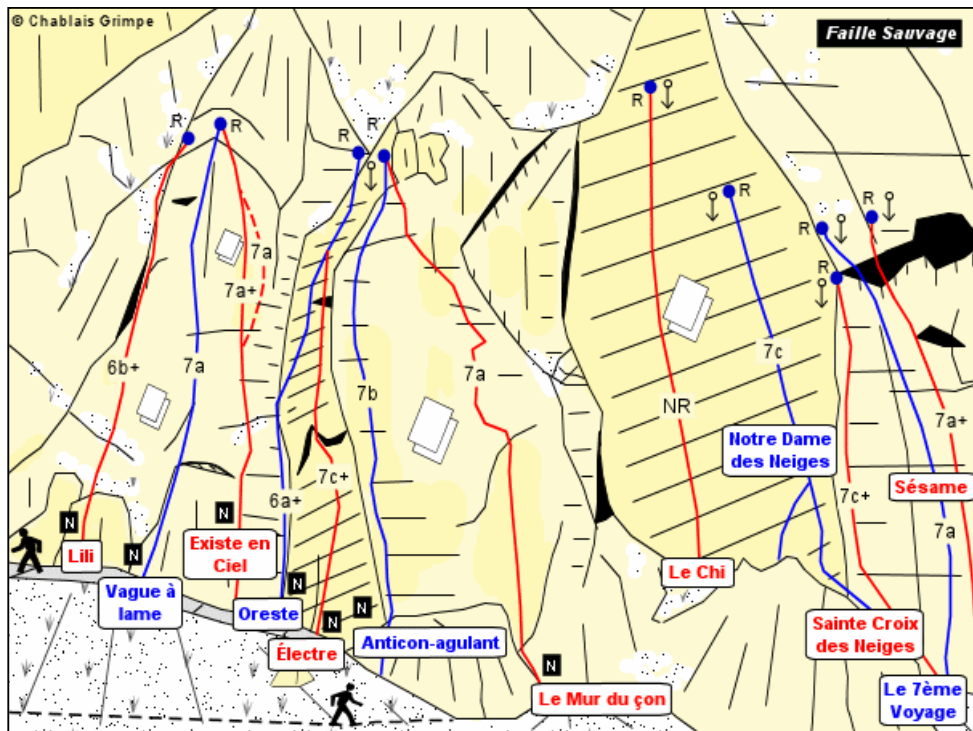 © Chablais Grimpe
Faille Sauvage
R
R
R
R
R
R
R
R
R
7a
7a+
6b+
7a
7b
7a
7c
NR
7c+
6a+
7c+
7a+
7a
Notre Dame
des Neiges
Sésame
N
Lili
N
Vague à
lame
N
Existe en
Ciel
N
Oreste
N
N
Électre
Anticon-agulant
N
Le Mur du çon
Le Chi
Sainte Croix
des Neiges
Le 7ème
Voyage